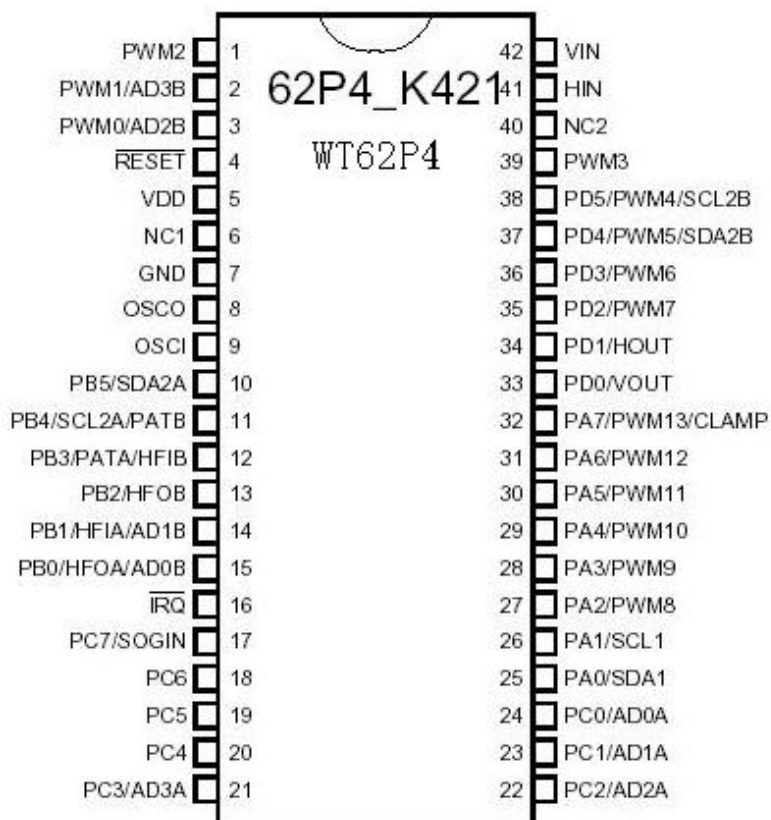 PWM2 1 42 VIN
PWM1/AD3B 2 62P4_K421 41 HIN
PWM0/AD2B 3 40 NC2
RESET 4 WT62P4 39 PWM3
VDD 5 38 PD5/PWM4/SCL2B
NC1 6 37 PD4/PWM5/SDA2B
GND 7 36 PD3/PWM6
OSCO 8 35 PD2/PWM7
OSCI 9 34 PD1/HOUT
PB5/SDA2A 10 33 PD0/VOUT
PB4/SCL2A/PATB 11 32 PA7/PWM13/CLAMP
PB3/PATA/HFIB 12 31 PA6/PWM12
PB2/HFOB 13 30 PA5/PWM11
PB1/HFIA/AD1B 14 29 PA4/PWM10
PB0/HFOA/AD0B 15 28 PA3/PWM9
IRQ 16 27 PA2/PWM8
PC7/SOGIN 17 26 PA1/SCL1
PC6 18 25 PA0/SDA1
PC5 19 24 PC0/AD0A
PC4 20 23 PC1/AD1A
PC3/AD3A 21 22 PC2/AD2A